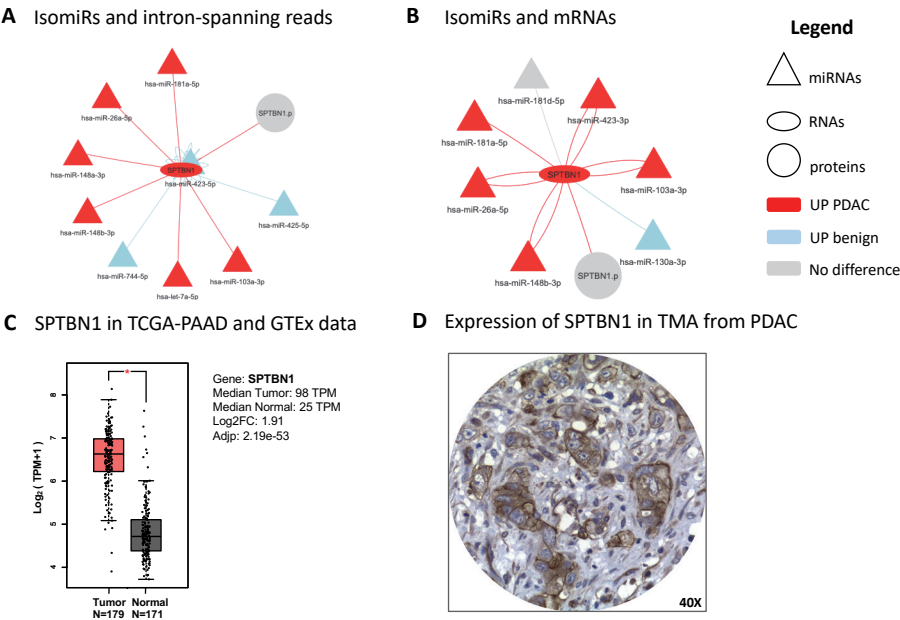 A IsomiRs and intron-spanning reads
hsa-miR-181a-5p
hsa-miR-26a-5p
SPTBN1.p
hsa-miR-148a-3p
SPTBN1
hsa-miR-423-5p
hsa-miR-148b-3p
hsa-miR-425-5p
hsa-miR-744-5p
hsa-miR-103a-3p
hsa-let-7a-5p
B IsomiRs and mRNAs
hsa-miR-181d-5p
hsa-miR-423-3p
hsa-miR-181a-5p
SPTBN1
hsa-miR-103a-3p
hsa-miR-26a-5p
hsa-miR-130a-3p
hsa-miR-148b-3p
SPTBN1.p
Legend
miRNAs
RNAs
proteins
UP PDAC
UP benign
No difference
C SPTBN1 in TCGA-PAAD and GTEx data
*
Gene: SPTBN1
Median Tumor: 98 TPM
Median Normal: 25 TPM
Log2FC: 1.91
Adjp: 2.19e-53
Log₂ ( TPM+1 )
8
7
6
5
4
Tumor Normal
N=179 N=171
D Expression of SPTBN1 in TMA from PDAC
40X